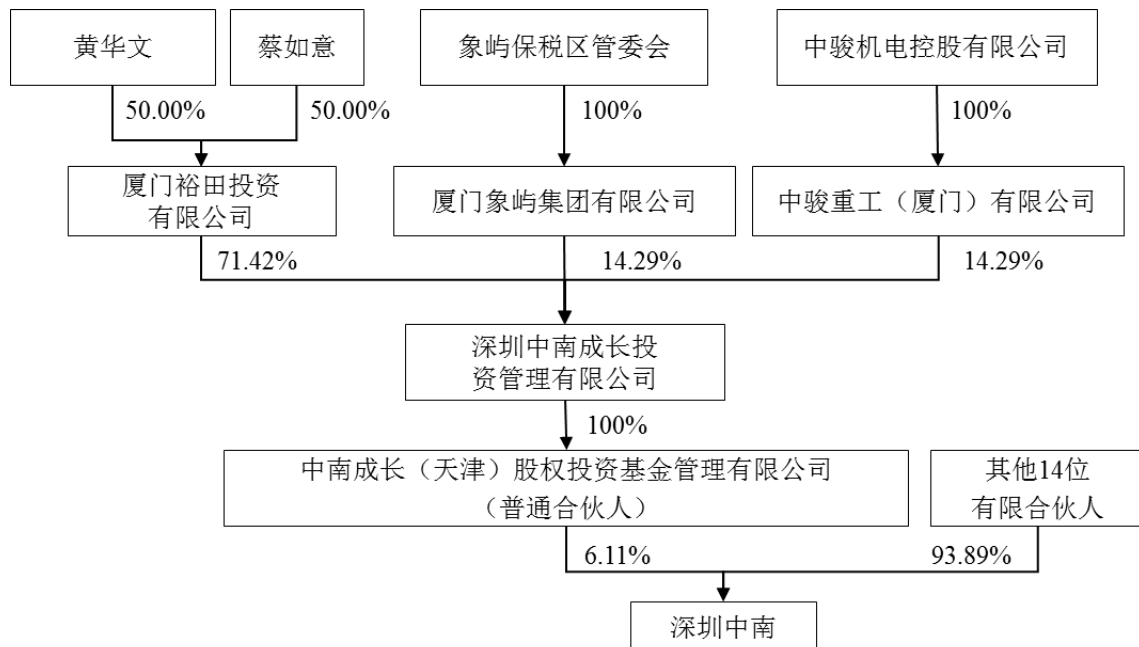 黄华文
蔡如意
象屿保税区管委会
中骏机电控股有限公司
50.00%
50.00%
100%
100%
厦门裕田投资
有限公司
厦门象屿集团有限公司
中骏重工（厦门）有限公司
71.42%
14.29%
14.29%
深圳中南成长投
资管理有限公司
100%
中南成长（天津）股权投资基金管理有限公司
（普通合伙人）
其他14位
有限合伙人
6.11%
93.89%
深圳中南